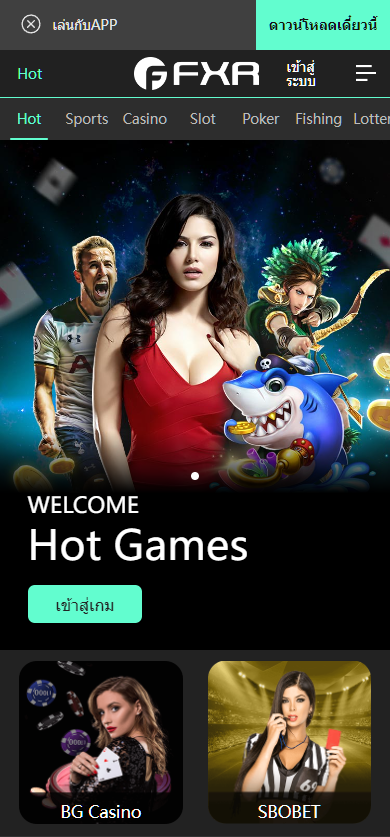 เล่นกับAPP
ดาวน์โหลดเดี๋ยวนี้
Hot
GFXR
เข้าสู่
ระบบ
Hot Sports Casino Slot Poker Fishing Lotter
WELCOME
Hot Games
เข้าสู่เกม
BG Casino
SBOBET